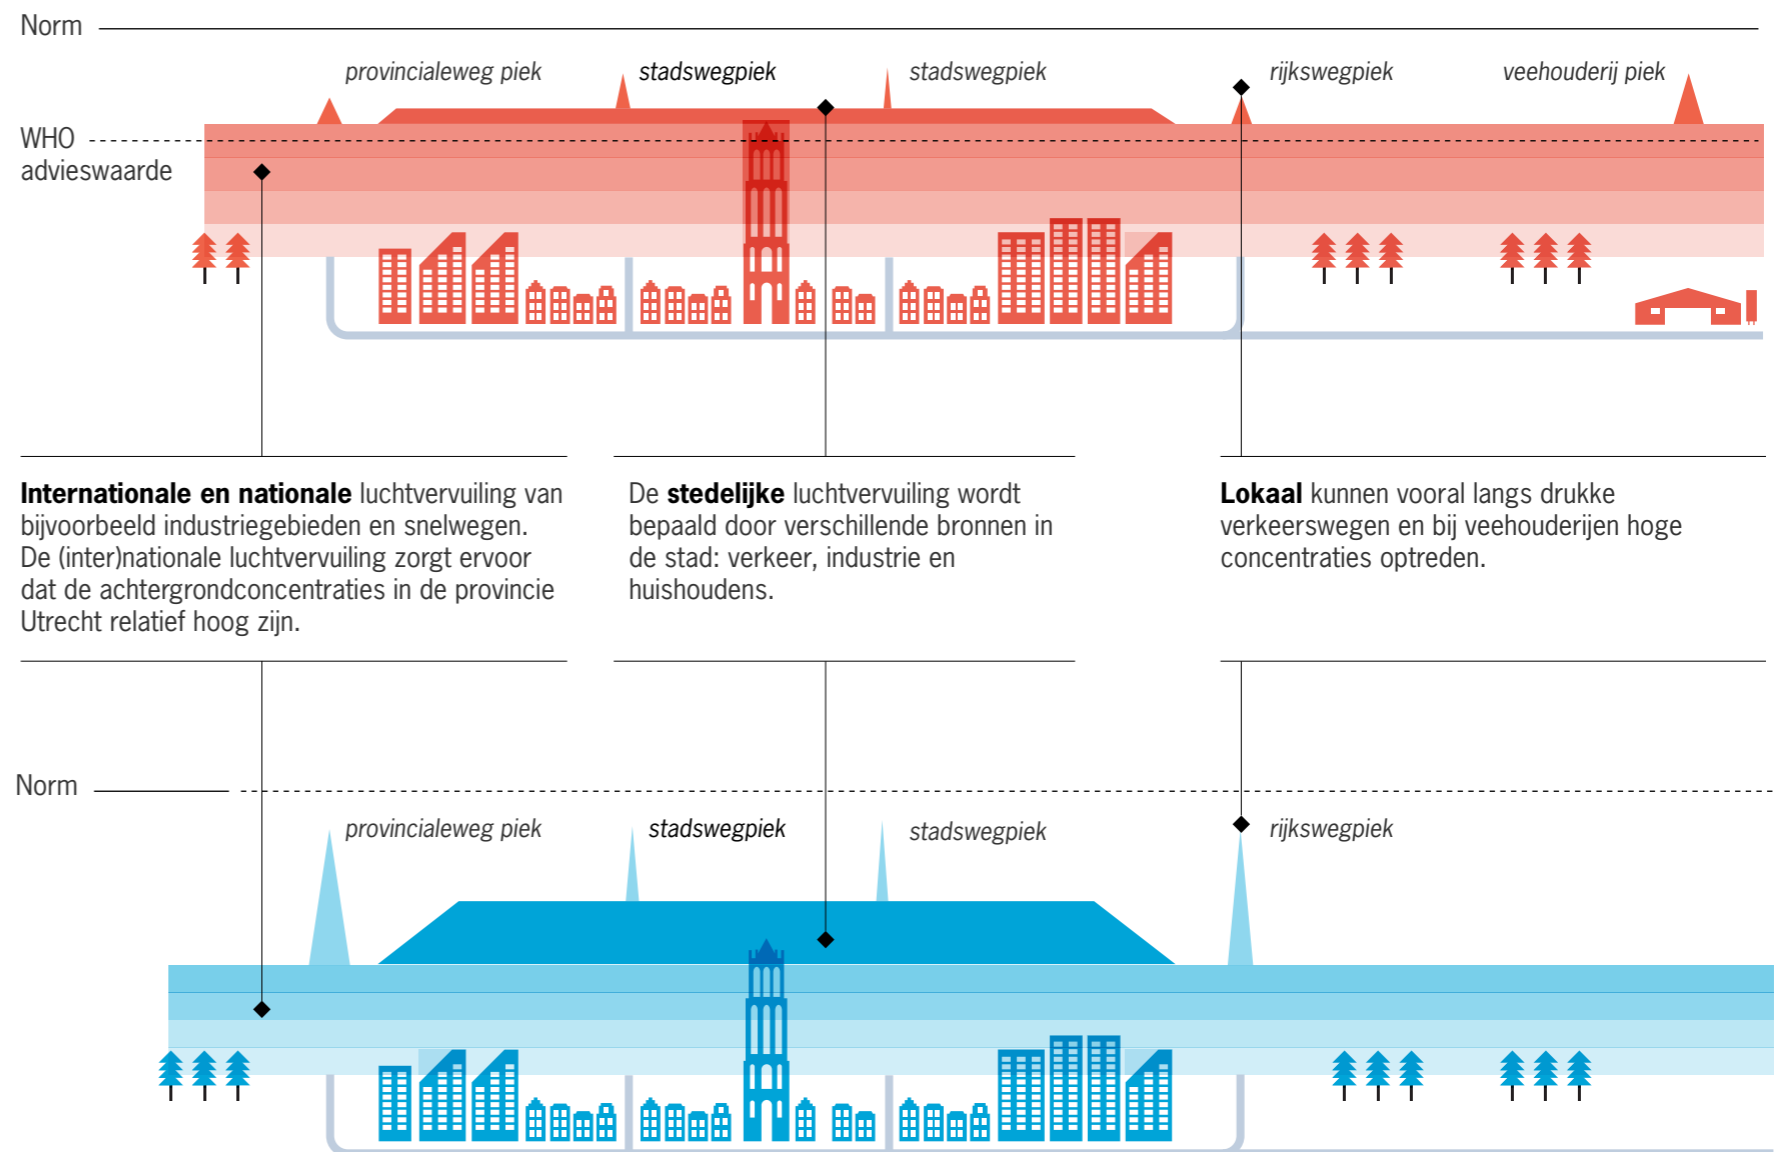 Norm
provincialeweg piek
stadswegpiek
stadswegpiek
rijkswegpiek
veehouderij piek
WHO
advieswaarde
Internationale en nationale luchtvervuiling van
bijvoorbeeld industriegebieden en snelwegen.
De (inter)nationale luchtvervuiling zorgt ervoor
dat de achtergrondconcentraties in de provincie
Utrecht relatief hoog zijn.
De stedelijke luchtvervuiling wordt
bepaald door verschillende bronnen in
de stad: verkeer, industrie en
huishoudens.
Lokaal kunnen vooral langs drukke
verkeerswegen en bij veehouderijen hoge
concentraties optreden.
Norm
provincialeweg piek
stadswegpiek
stadswegpiek
rijkswegpiek